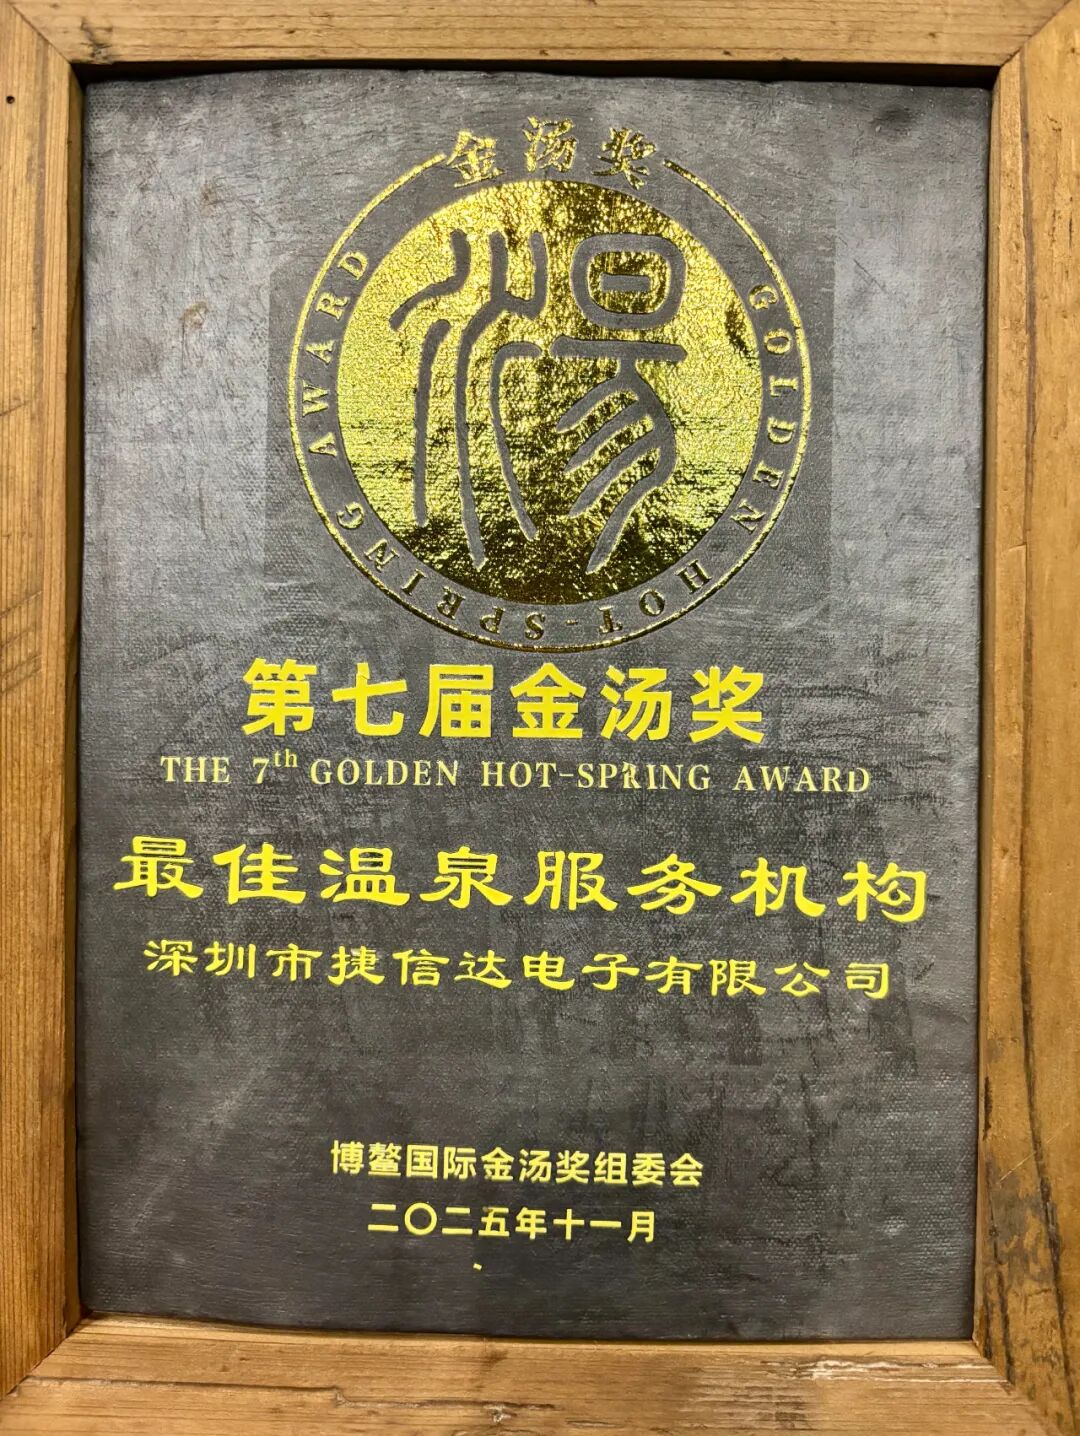 金汤奖
湯
GOLDEN HOT-SPRING AWARD
第七届金汤奖
THE 7th GOLDEN HOT-SPRING AWARD
最佳温泉服务机构
深圳市捷信达电子有限公司
博鳌国际金汤奖组委会
二〇二五年十一月